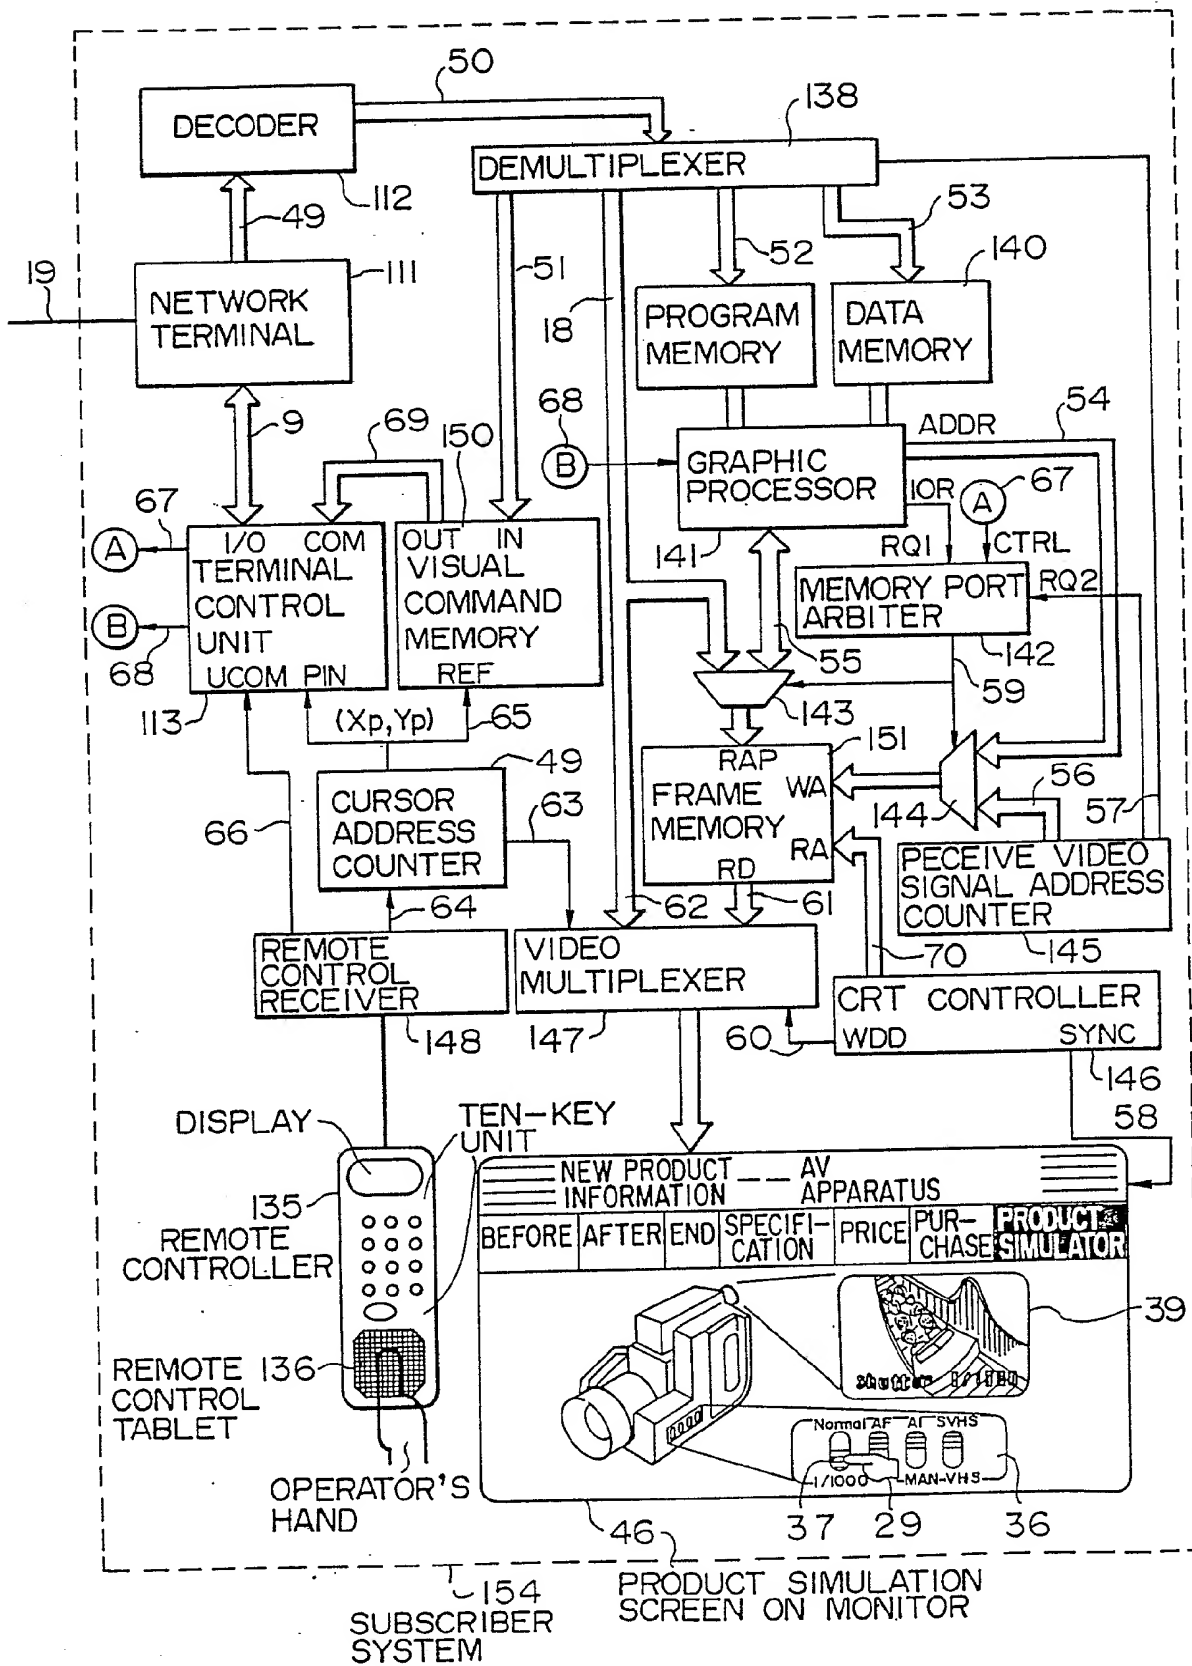 50
138
DECODER
DEMULTIPLEXER
112
49
53
19
111
51
52
140
NETWORK
TERMINAL
18
PROGRAM
MEMORY
DATA
MEMORY
9
69
150
68
B
ADDR
54
GRAPHIC
PROCESSOR
IOR
A
67
67
A
I/O COM
OUT IN
141
RQ1
CTRL
TERMINAL
CONTROL
UNIT
VISUAL
COMMAND
MEMORY
MEMORY PORT
ARBITER
RQ2
B
68
UCOM PIN
REF
55
142
59
113
(Xp,Yp)
65
143
49
RAP
151
WA
FRAME
MEMORY
56
57
144
CURSOR
ADDRESS
COUNTER
63
66
RA
RD
PECEIVE VIDEO
SIGNAL ADDRESS
COUNTER
64
62
61
145
REMOTE
CONTROL
RECEIVER
VIDEO
MULTIPLEXER
70
CRT CONTROLLER
148
147
60
WDD
SYNC
146
58
DISPLAY
TEN-KEY
UNIT
135
NEW PRODUCT
INFORMATION
AV
APPARATUS
REMOTE
CONTROLLER
BEFORE
AFTER
END
SPECIFI-
CATION
PRICE
PUR-
CHASE
PRODUCT
SIMULATOR
39
REMOTE
CONTROL
TABLET
136
shutter 1/1000
Normal AF AI SVHS
1/1000 MAN-VHS
OPERATOR'S
HAND
37
29
36
46
154
SUBSCRIBER
SYSTEM
PRODUCT SIMULATION
SCREEN ON MONITOR